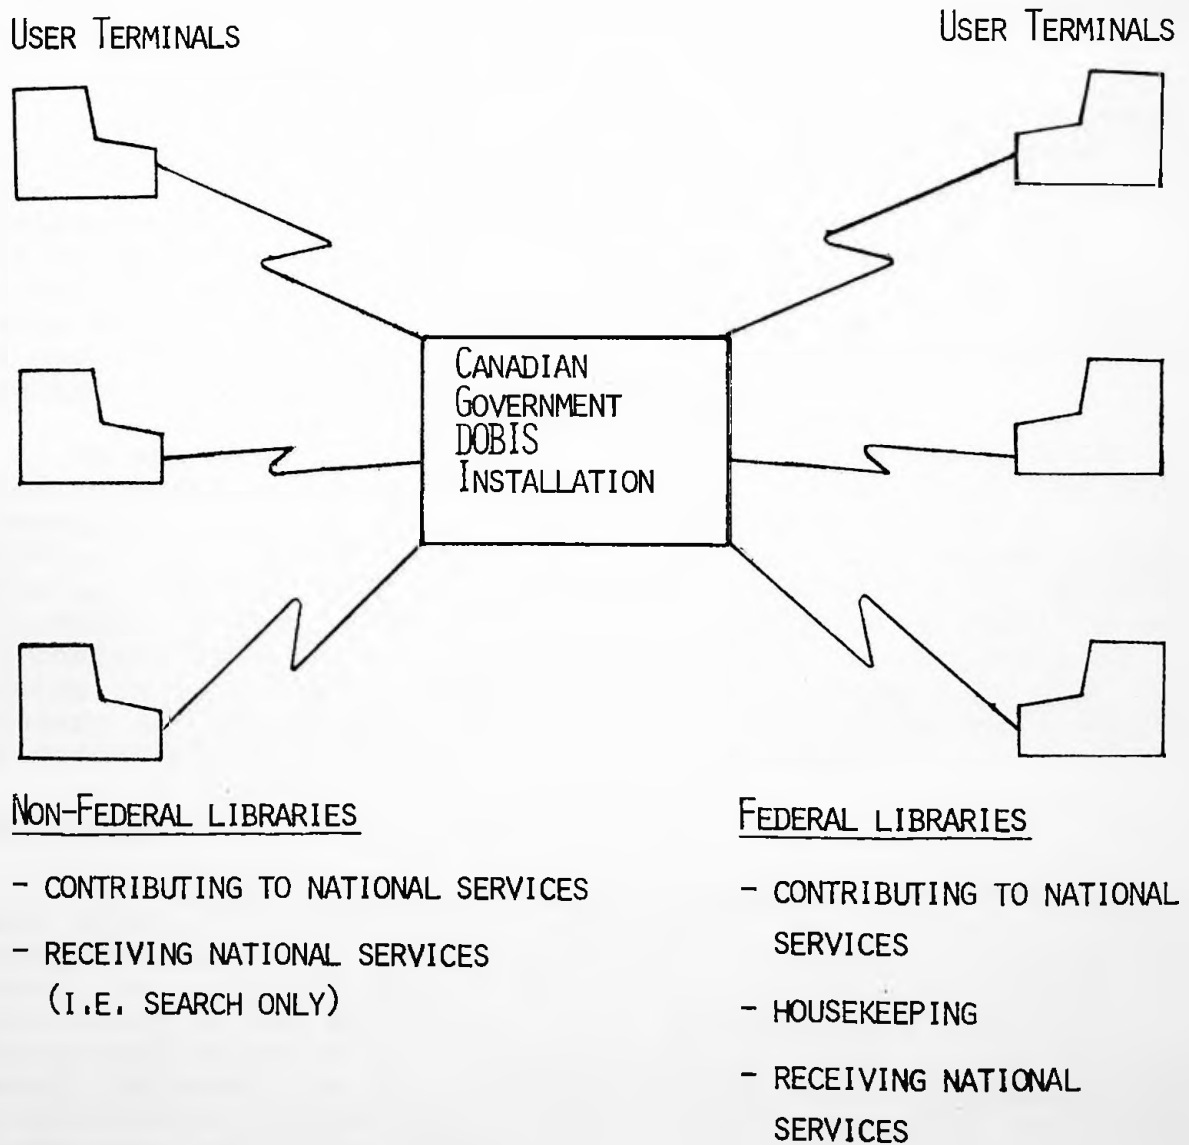 USER TERMINALS
USER TERMINALS
CANADIAN
GOVERNMENT
DOBIS
INSTALLATION
NON-FEDERAL LIBRARIES
- CONTRIBUTING TO NATIONAL SERVICES
- RECEIVING NATIONAL SERVICES
(I.E. SEARCH ONLY)
FEDERAL LIBRARIES
- CONTRIBUTING TO NATIONAL
SERVICES
- HOUSEKEEPING
- RECEIVING NATIONAL
SERVICES